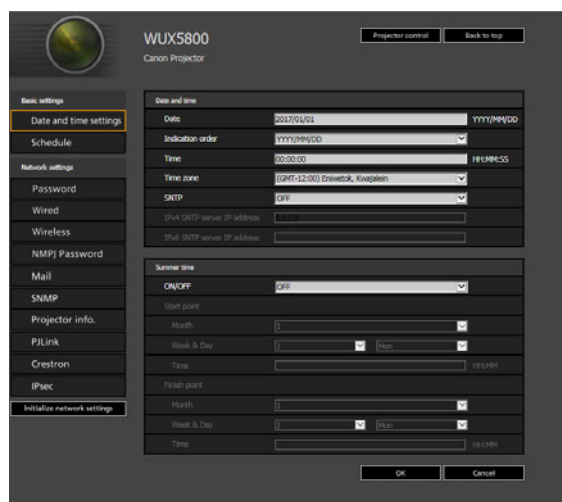 WUX5800
Canon Projector
Projector control
Back to top
Basic settings
Date and time settings
Schedule
Network settings
Password
Wired
Wireless
NMPJ Password
Mail
SNMP
Projector info.
PJLink
Crestron
IPsec
Initialize network settings
Date and time
Date 2017/01/01 YYYY/MM/DD
Indication order YYYY/MM/DD
Time 00:00:00 HH:MM:SS
Time zone (GMT-12:00) Eniwetok, Kwajalein
SNTP OFF
IPv4 SNTP server IP address
IPv6 SNTP server IP address
Summer time
ON/OFF OFF
Start point
Month 1
Week & Day 1 Mon
Time HH:MM
Finish point
Month 1
Week & Day 1 Mon
Time HH:MM
OK
Cancel